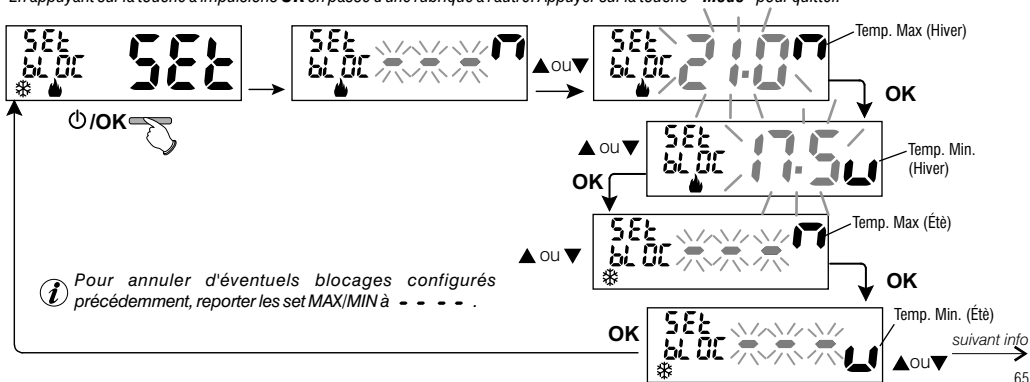 En appuyant sur la touche à impulsions OK on passe d'une rubrique à l'autre. Appuyer sur la touche " Mode" pour quitter.
SEt
bLOC
SEt
/OK
SEt
bLOC
- - -
▲ou▼
SEt
bLOC
21.0
Temp. Max (Hiver)
OK
▲ ou▼
SEt
bLOC
17.5
Temp. Min.
(Hiver)
OK
▲ ou ▼
SEt
bLOC
- - -
Temp. Max (Étè)
OK
i Pour annuler d'éventuels blocages configurés
précédemment, reporter les set MAX/MIN à - - - - .
OK
SEt
bLOC
- - -
Temp. Min. (Étè)
▲ou▼
suivant info
65